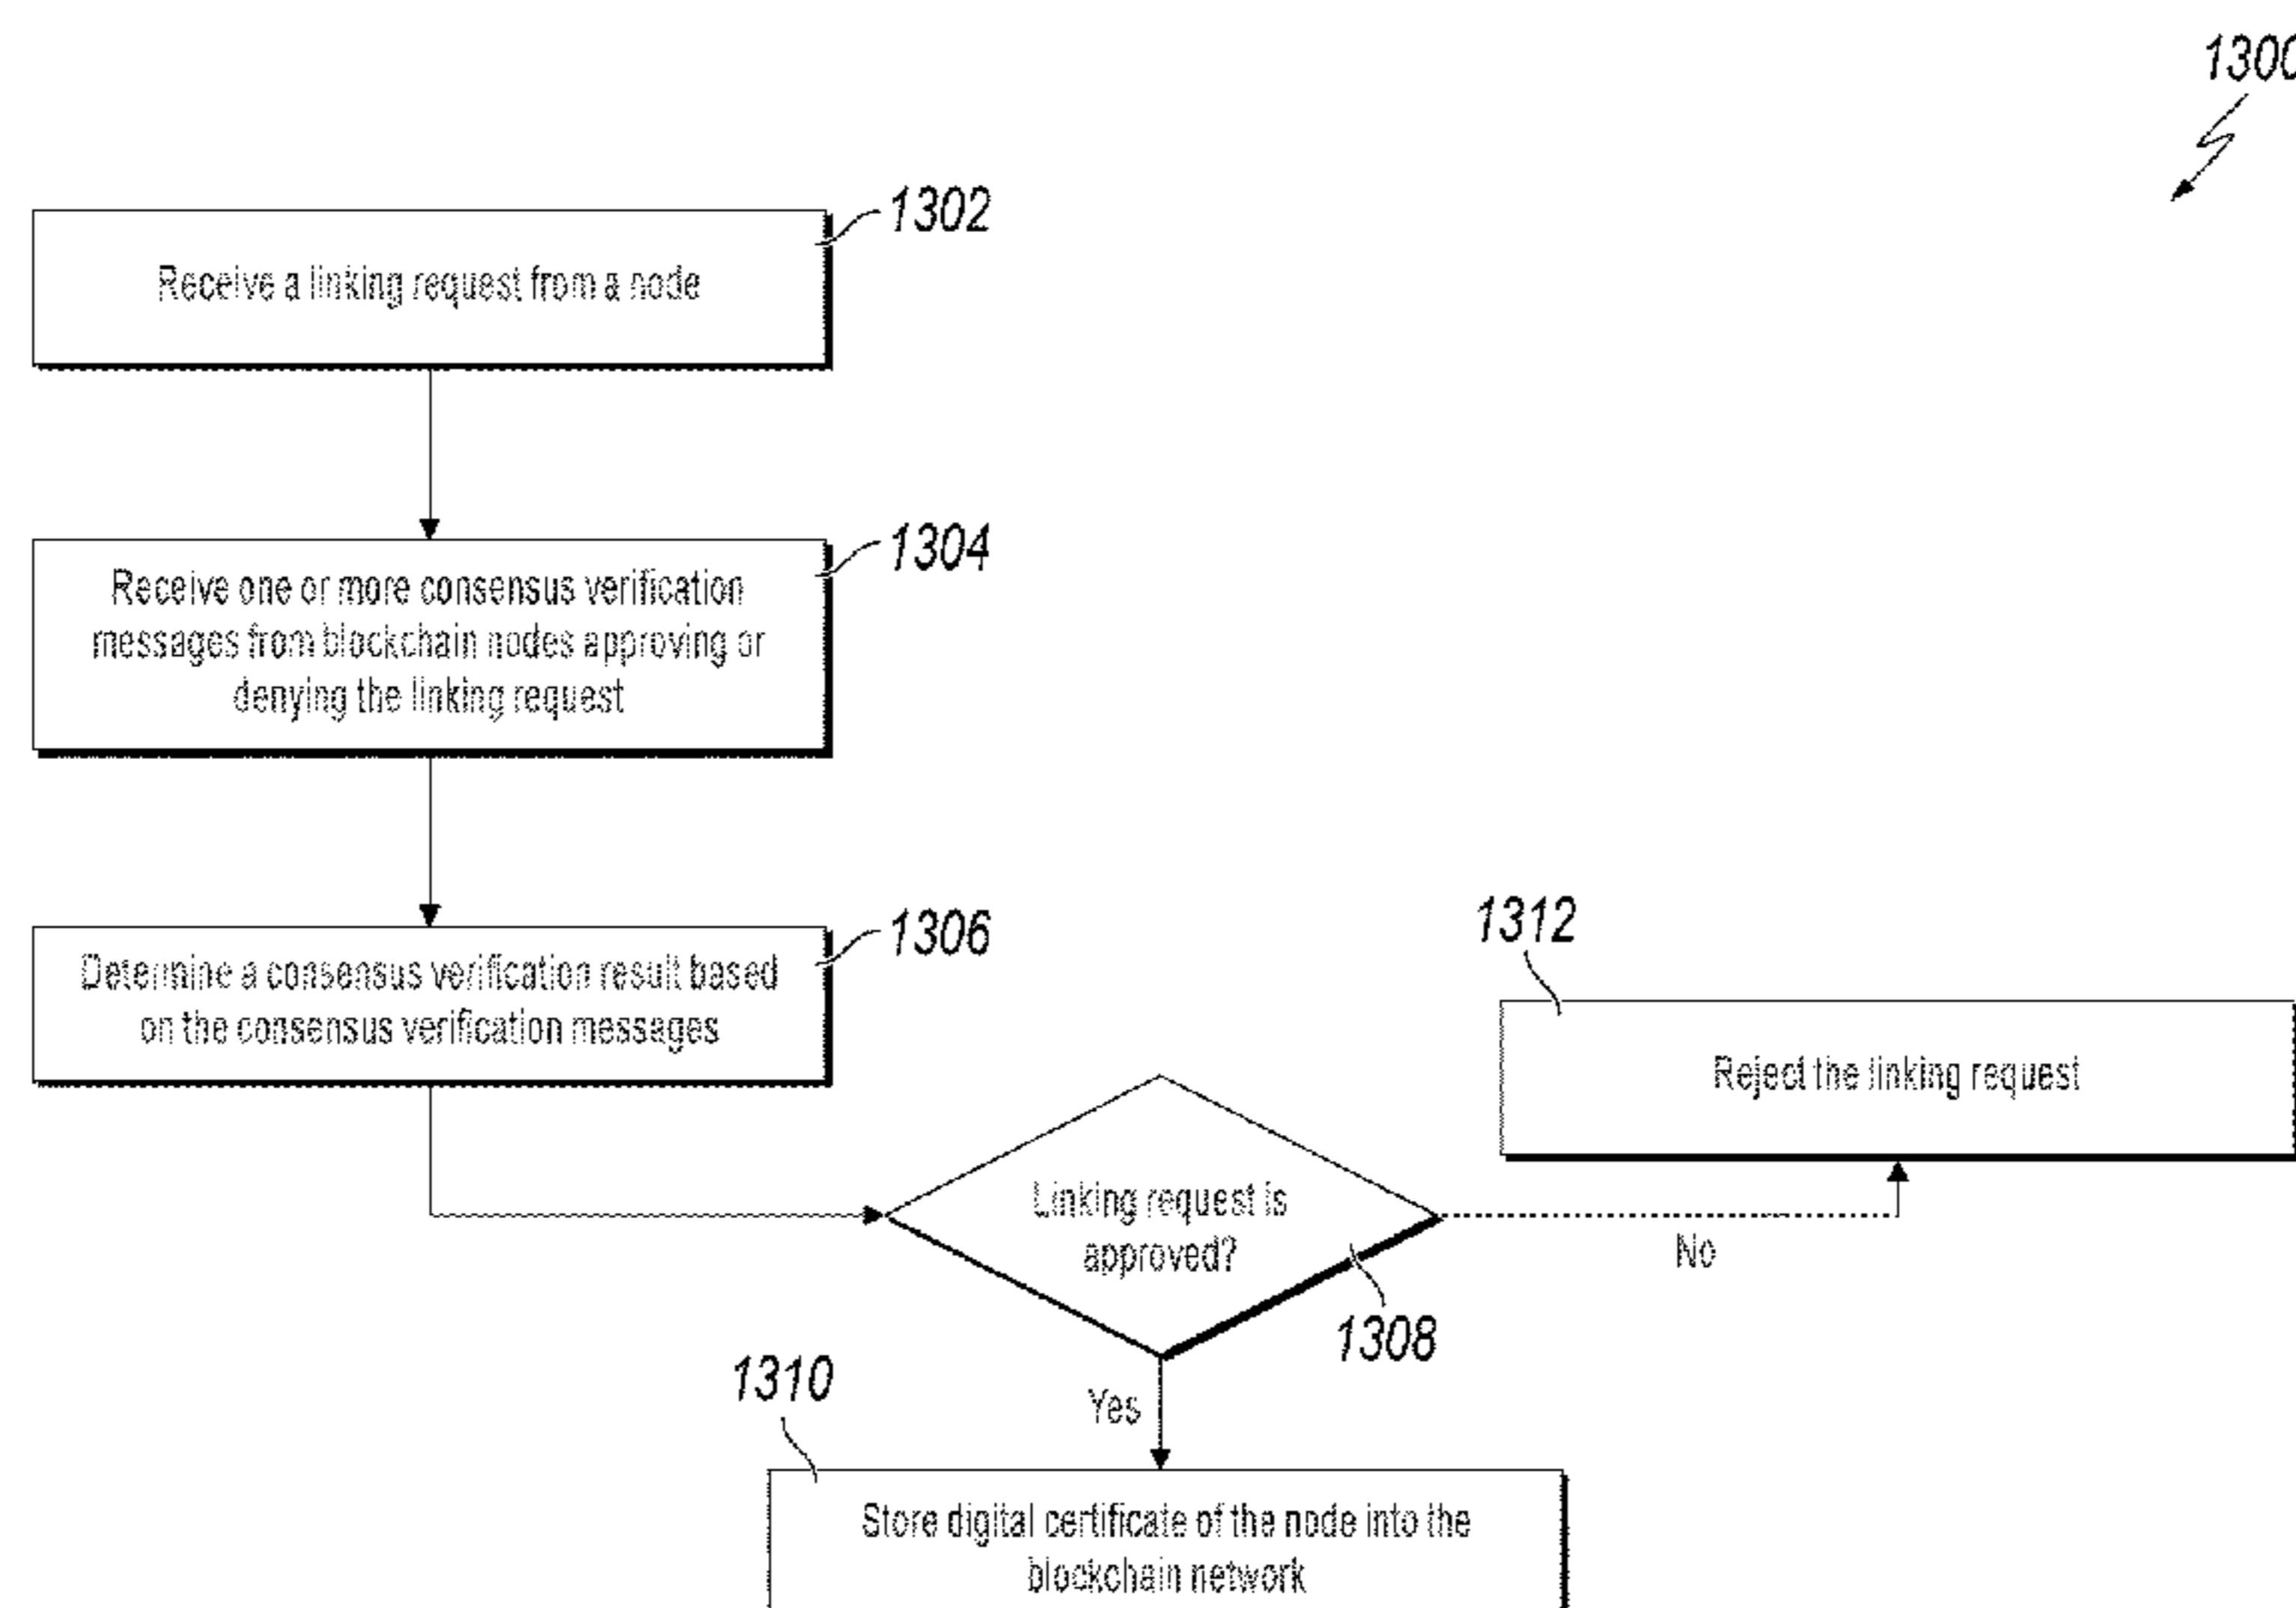 1300
1302
Receive a linking request from a node
1304
Receive one or more consensus verification
messages from blockchain nodes approving or
denying the linking request
1306
Determine a consensus verification result based
on the consensus verification messages
1312
Reject the linking request
Linking request is
approved?
No
1308
1310
Yes
Store digital certificate of the node into the
blockchain network